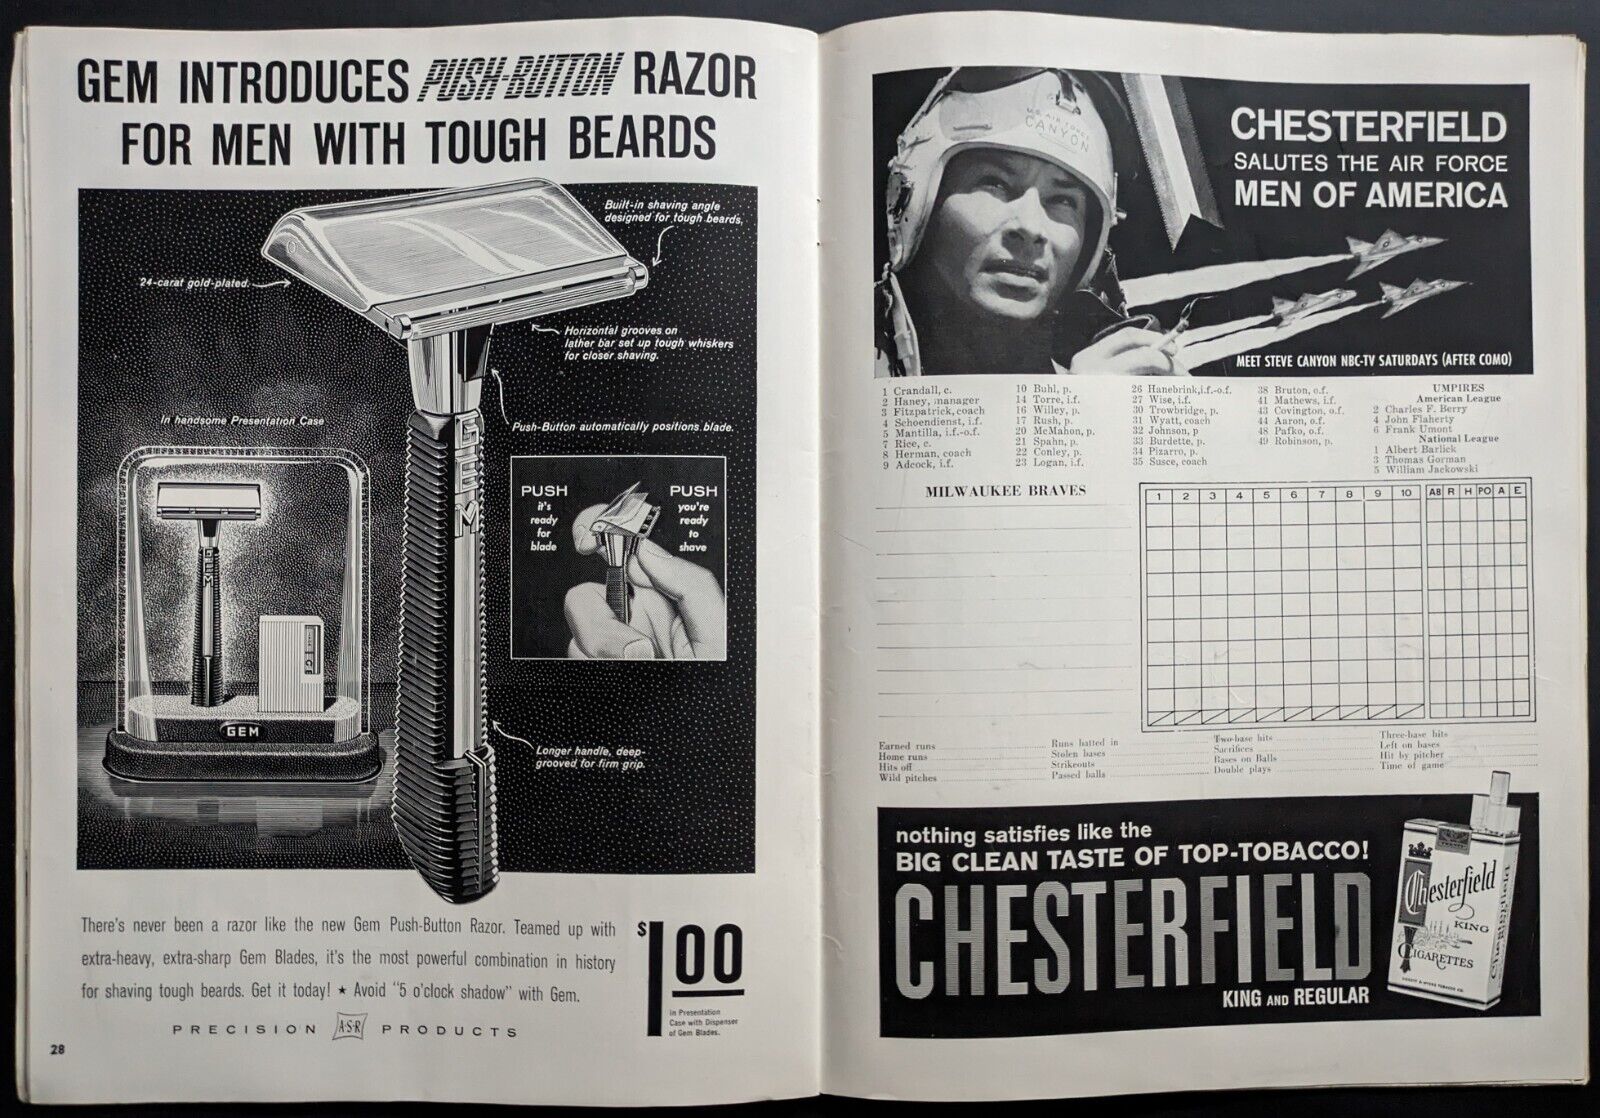 GEM INTRODUCES PUSH-BUTTON RAZOR
FOR MEN WITH TOUGH BEARDS
Built-in shaving angle
designed for tough beards.
24-carat gold-plated.
Horizontal grooves on
lather bar set up tough whiskers
for closer shaving.
In handsome Presentation Case
Push-Button automatically positions blade.
GEM
PUSH
it's
ready
for
blade
PUSH
you're
ready
to
shave
GEM
GEM
Longer handle, deep-
grooved for firm grip.
There's never been a razor like the new Gem Push-Button Razor. Teamed up with
extra-heavy, extra-sharp Gem Blades, it's the most powerful combination in history
for shaving tough beards. Get it today! ★ Avoid "5 o'clock shadow" with Gem.
$1.00
in Presentation
Case with Dispenser
of Gem Blades.
PRECISION A·S·R PRODUCTS
28
U.S. AIR FORCE
CANYON
CHESTERFIELD
SALUTES THE AIR FORCE
MEN OF AMERICA
MEET STEVE CANYON NBC-TV SATURDAYS (AFTER COMO)
1 Crandall, c.
2 Haney, manager
3 Fitzpatrick, coach
4 Schoendienst, i.f.
5 Mantilla, i.f.-o.f.
7 Rice, c.
8 Herman, coach
9 Adcock, i.f.
10 Buhl, p.
14 Torre, i.f.
16 Willey, p.
17 Rush, p.
20 McMahon, p.
21 Spahn, p.
22 Conley, p.
23 Logan, i.f.
26 Hanebrink, i.f.-o.f.
27 Wise, i.f.
30 Trowbridge, p.
31 Wyatt, coach
32 Johnson, p
33 Burdette, p.
34 Pizarro, p.
35 Susce, coach
38 Bruton, o.f.
41 Mathews, i.f.
43 Covington, o.f.
44 Aaron, o.f.
48 Pafko, o.f.
49 Robinson, p.
UMPIRES
American League
2 Charles F. Berry
4 John Flaherty
6 Frank Umont
National League
1 Albert Barlick
3 Thomas Gorman
5 William Jackowski
MILWAUKEE BRAVES
1 2 3 4 5 6 7 8 9 10 AB R H PO A E
Earned runs
Home runs
Hits off
Wild pitches
Runs batted in
Stolen bases
Strikeouts
Passed balls
Two-base hits
Sacrifices
Bases on Balls
Double plays
Three-base hits
Left on bases
Hit by pitcher
Time of game
nothing satisfies like the
BIG CLEAN TASTE OF TOP-TOBACCO!
CHESTERFIELD
KING AND REGULAR
Chesterfield
KING
CIGARETTES
Chesterfield